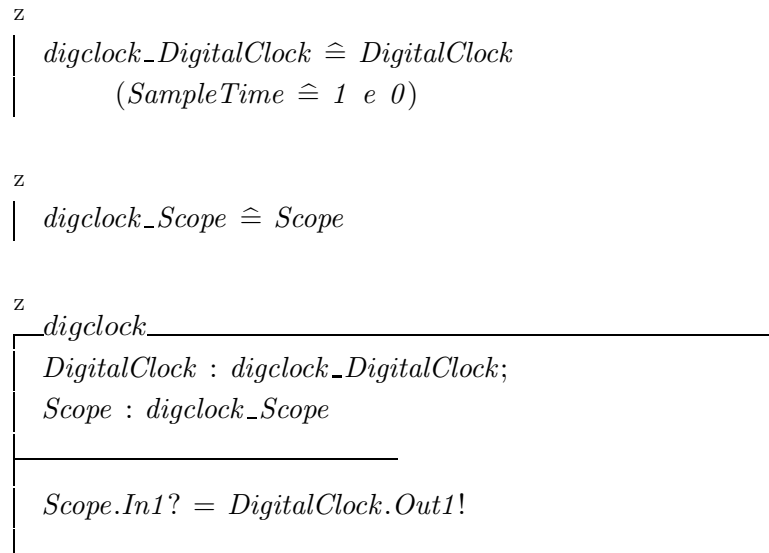 z
digclock_DigitalClock ≙ DigitalClock
(SampleTime ≙ 1 e 0)
z
digclock_Scope ≙ Scope
z
digclock
DigitalClock : digclock_DigitalClock;
Scope : digclock_Scope
Scope.In1? = DigitalClock.Out1!